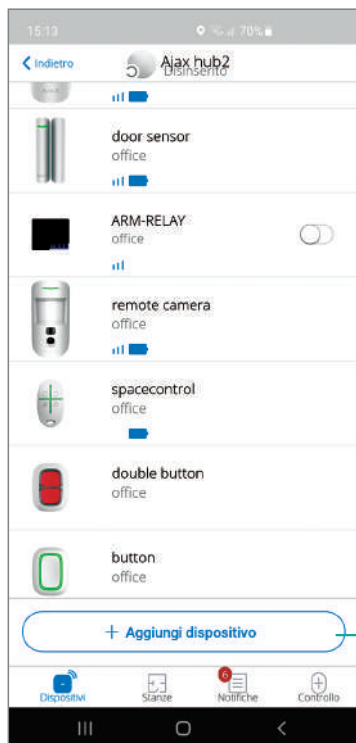 15:13
70%
Indietro
Ajax hub2
Disinserito
door sensor
office
ARM-RELAY
office
remote camera
office
spacecontrol
office
double button
office
button
office
+ Aggiungi dispositivo
6
Dispositivi
Stanze
Notifiche
Controllo